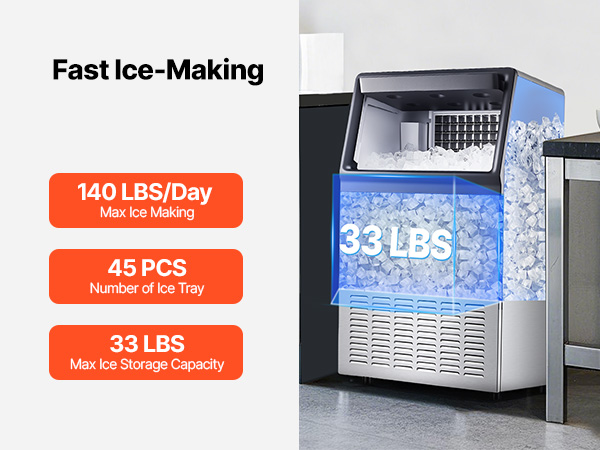 Fast Ice-Making
140 LBS/Day
Max Ice Making
45 PCS
Number of Ice Tray
33 LBS
Max Ice Storage Capacity
33 LBS